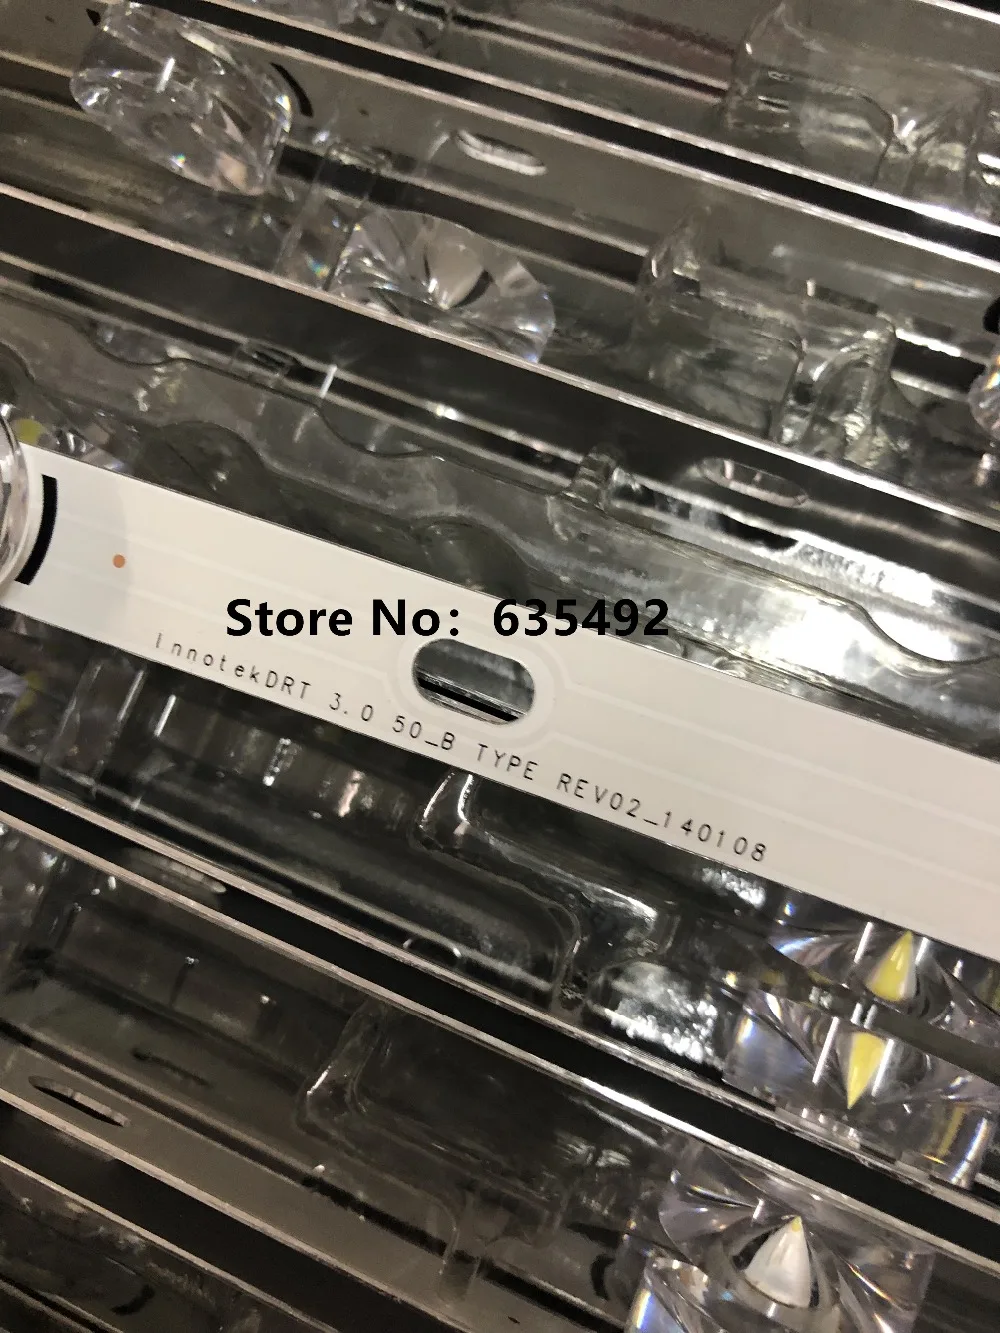 Store No： 635492
InnotekDRT 3.0 50_B TYPE REV02_140108